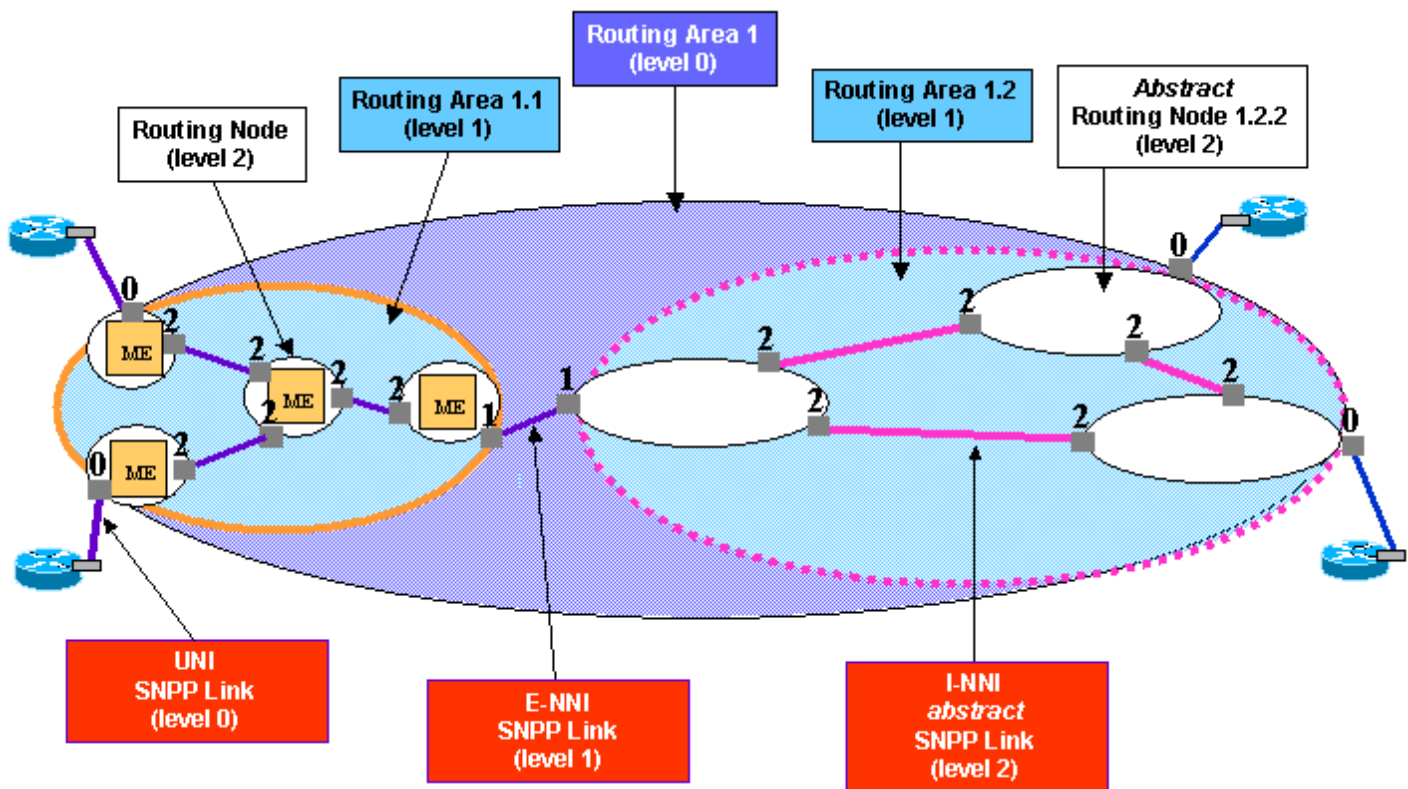 Routing Area 1
(level 0)
Routing Area 1.1
(level 1)
Routing Area 1.2
(level 1)
Abstract
Routing Node 1.2.2
(level 2)
Routing Node
(level 2)
0
0
0
2
2
2
2
2
2
2
ME
ME
ME
ME
1
1
2
2
2
2
2
0
0
UNI
SNPP Link
(level 0)
E-NNI
SNPP Link
(level 1)
I-NNI
abstract
SNPP Link
(level 2)